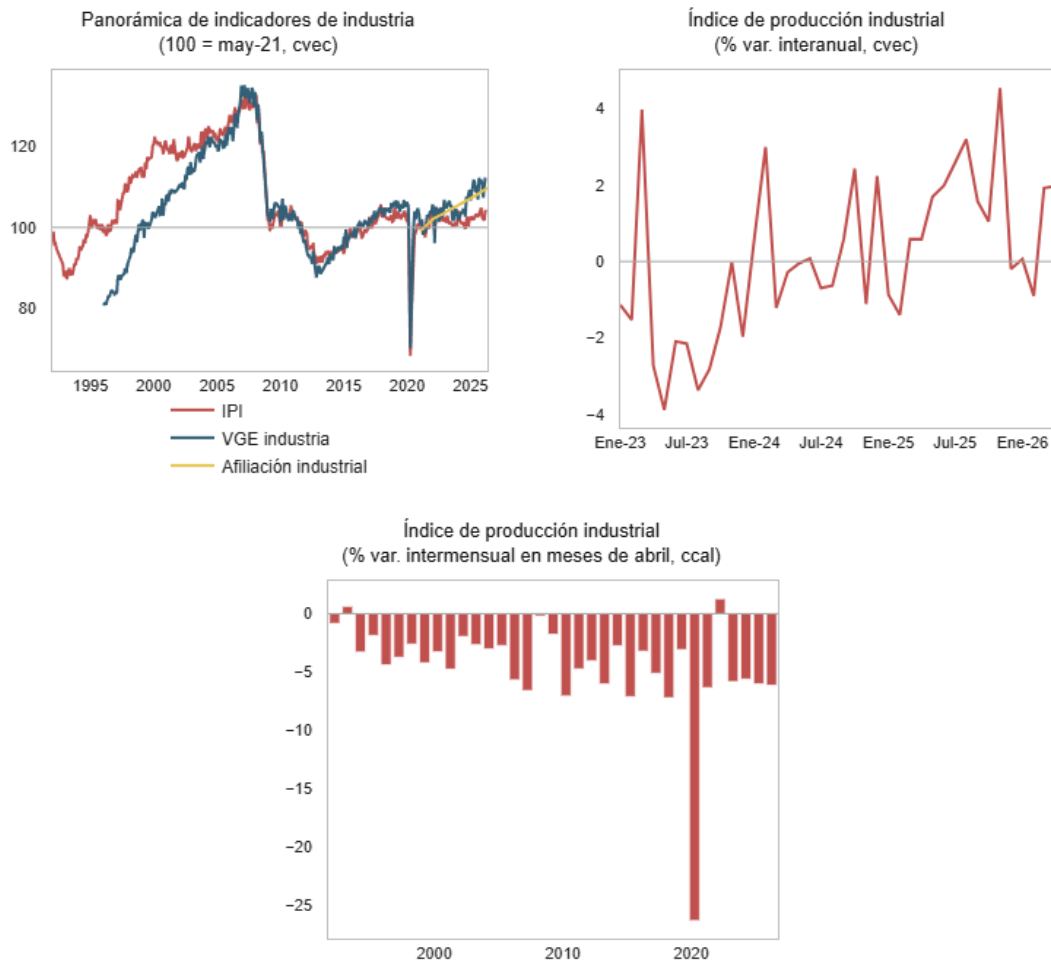 Panorámica de indicadores de industria
(100 = may-21, cvec)
120
100
80
1995 2000 2005 2010 2015 2020 2025
IPI
VGE industria
Afiliación industrial
Índice de producción industrial
(% var. interanual, cvec)
4
2
0
−2
−4
Ene-23 Jul-23 Ene-24 Jul-24 Ene-25 Jul-25 Ene-26
Índice de producción industrial
(% var. intermensual en meses de abril, ccal)
0
−5
−10
−15
−20
−25
2000 2010 2020